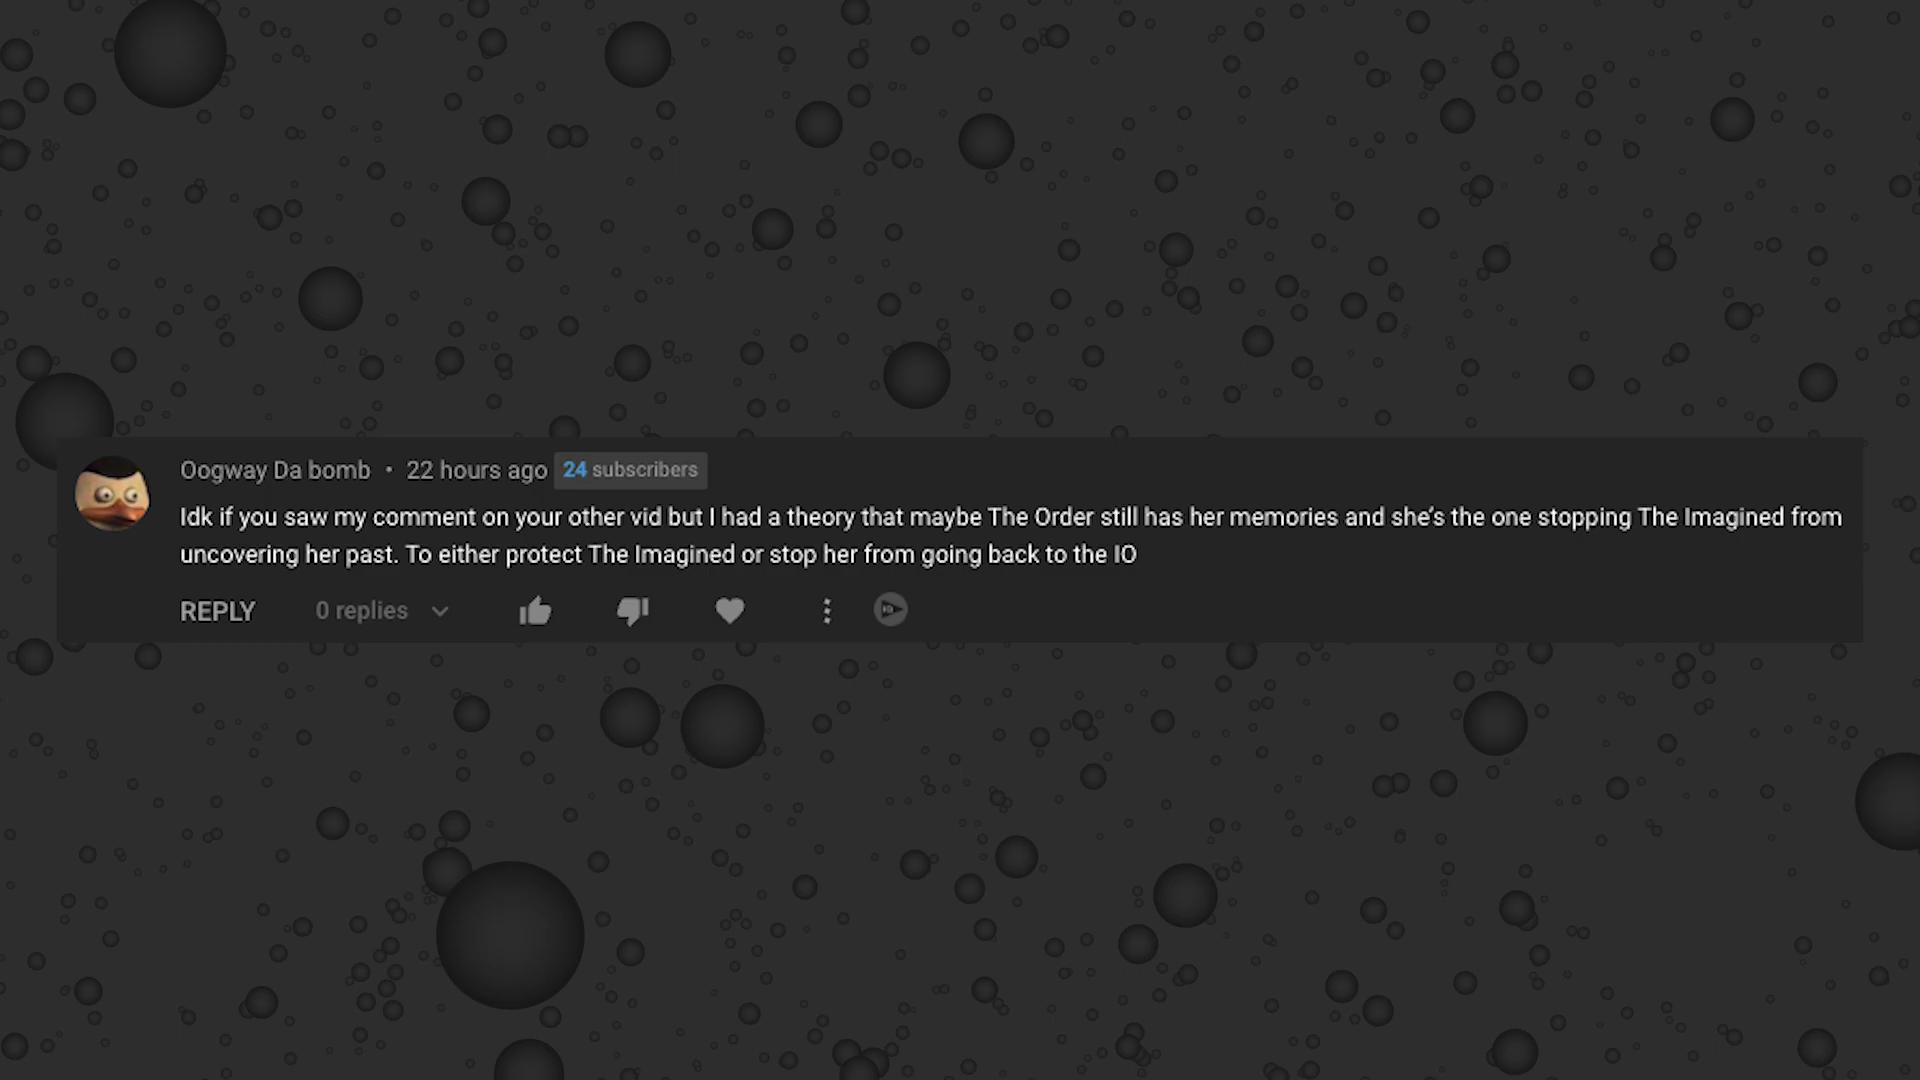 Oogway Da bomb • 22 hours ago 24 subscribers
Idk if you saw my comment on your other vid but I had a theory that maybe The Order still has her memories and she's the one stopping The Imagined from
uncovering her past. To either protect The Imagined or stop her from going back to the IO
REPLY 0 replies